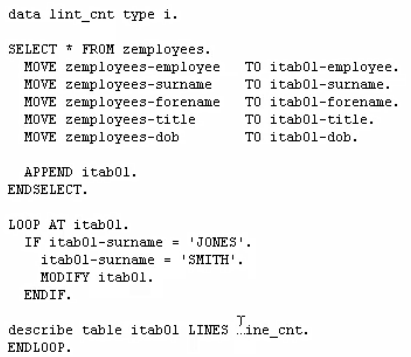 data lint_cnt type i.
SELECT * FROM zemployees.
MOVE zemployees-employee TO itab01-employee.
MOVE zemployees-surname TO itab01-surname.
MOVE zemployees-forename TO itab01-forename.
MOVE zemployees-title TO itab01-title.
MOVE zemployees-dob TO itab01-dob.
APPEND itab01.
ENDSELECT.
LOOP AT itab01.
IF itab01-surname = 'JONES'.
itab01-surname = 'SMITH'.
MODIFY itab01.
ENDIF.
describe table itab01 LINES
ENDLOOP.